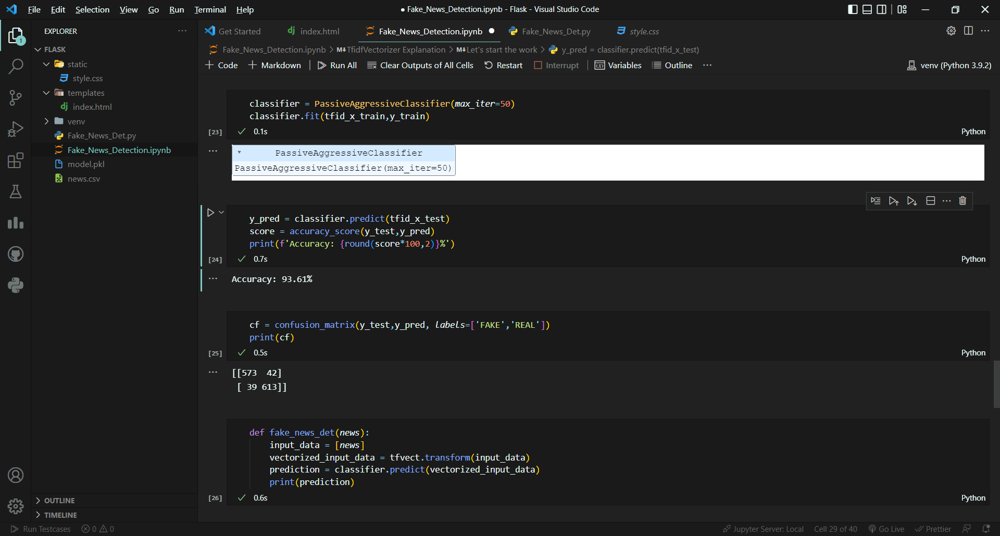 File Edit Selection View Go Run Terminal Help
● Fake_News_Detection.ipynb - Flask - Visual Studio Code
EXPLORER
Get Started
index.html
Fake_News_Detection.ipynb
Fake_News_Det.py
style.css
FLASK
static
style.css
templates
index.html
venv
Fake_News_Det.py
Fake_News_Detection.ipynb
model.pkl
news.csv
1
Fake_News_Detection.ipynb > M↓TfidfVectorizer Explanation > M↓Let's start the work > y_pred = classifier.predict(tfid_x_test)
+ Code + Markdown | Run All Clear Outputs of All Cells Restart Interrupt | Variables Outline ···
venv (Python 3.9.2)
classifier = PassiveAggressiveClassifier(max_iter=50)
classifier.fit(tfid_x_train,y_train)
[23] ✓ 0.1s Python
PassiveAggressiveClassifier
PassiveAggressiveClassifier(max_iter=50)
y_pred = classifier.predict(tfid_x_test)
score = accuracy_score(y_test,y_pred)
print(f'Accuracy: {round(score*100,2)}%')
[24] ✓ 0.7s Python
Accuracy: 93.61%
cf = confusion_matrix(y_test,y_pred, labels=['FAKE','REAL'])
print(cf)
[25] ✓ 0.5s Python
[[573  42]
 [ 39 613]]
def fake_news_det(news):
    input_data = [news]
    vectorized_input_data = tfvect.transform(input_data)
    prediction = classifier.predict(vectorized_input_data)
    print(prediction)
[26] ✓ 0.6s Python
OUTLINE
TIMELINE
Run Testcases 0 0
Jupyter Server: Local Cell 29 of 40 Go Live Prettier